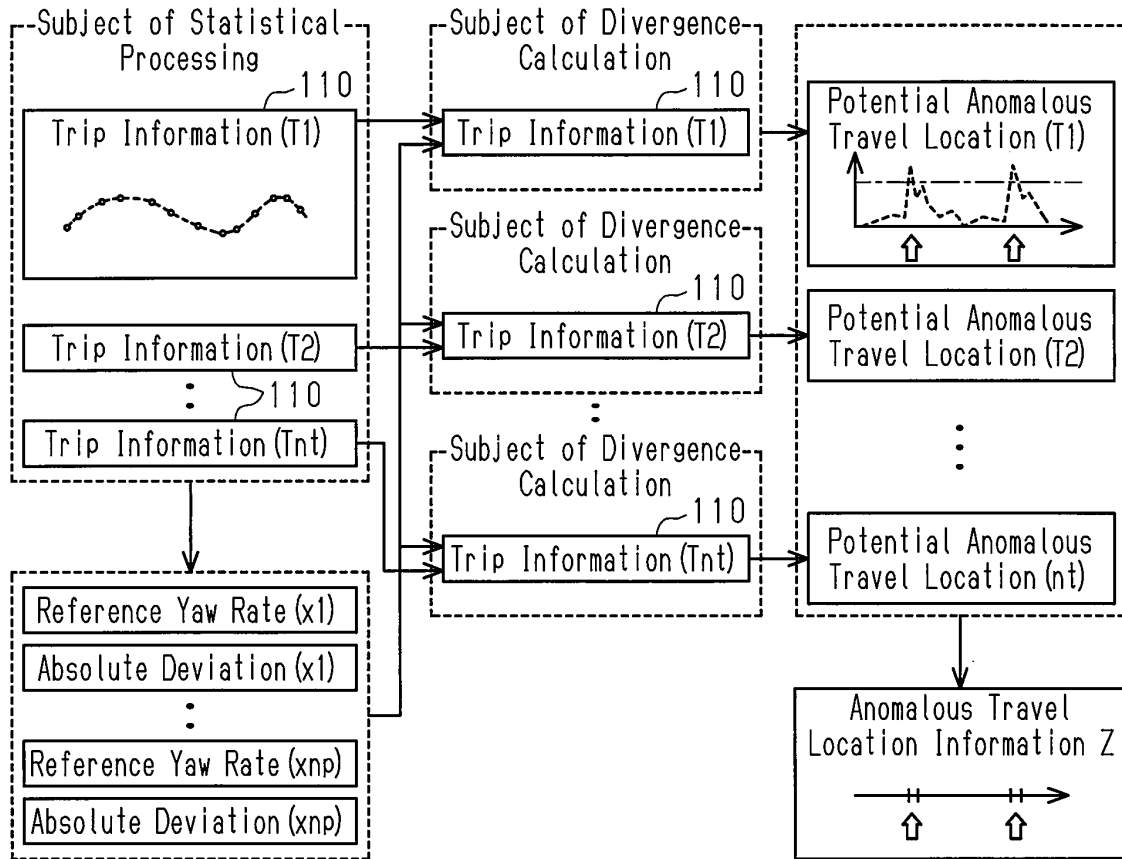 Subject of Statistical
Processing
110
Trip Information (T1)
Trip Information (T2)
110
Trip Information (Tnt)
Reference Yaw Rate (x1)
Absolute Deviation (x1)
Reference Yaw Rate (xnp)
Absolute Deviation (xnp)
Subject of Divergence
Calculation
110
Trip Information (T1)
Subject of Divergence
Calculation
110
Trip Information (T2)
Subject of Divergence
Calculation
110
Trip Information (Tnt)
Potential Anomalous
Travel Location (T1)
Potential Anomalous
Travel Location (T2)
Potential Anomalous
Travel Location (nt)
Anomalous Travel
Location Information Z